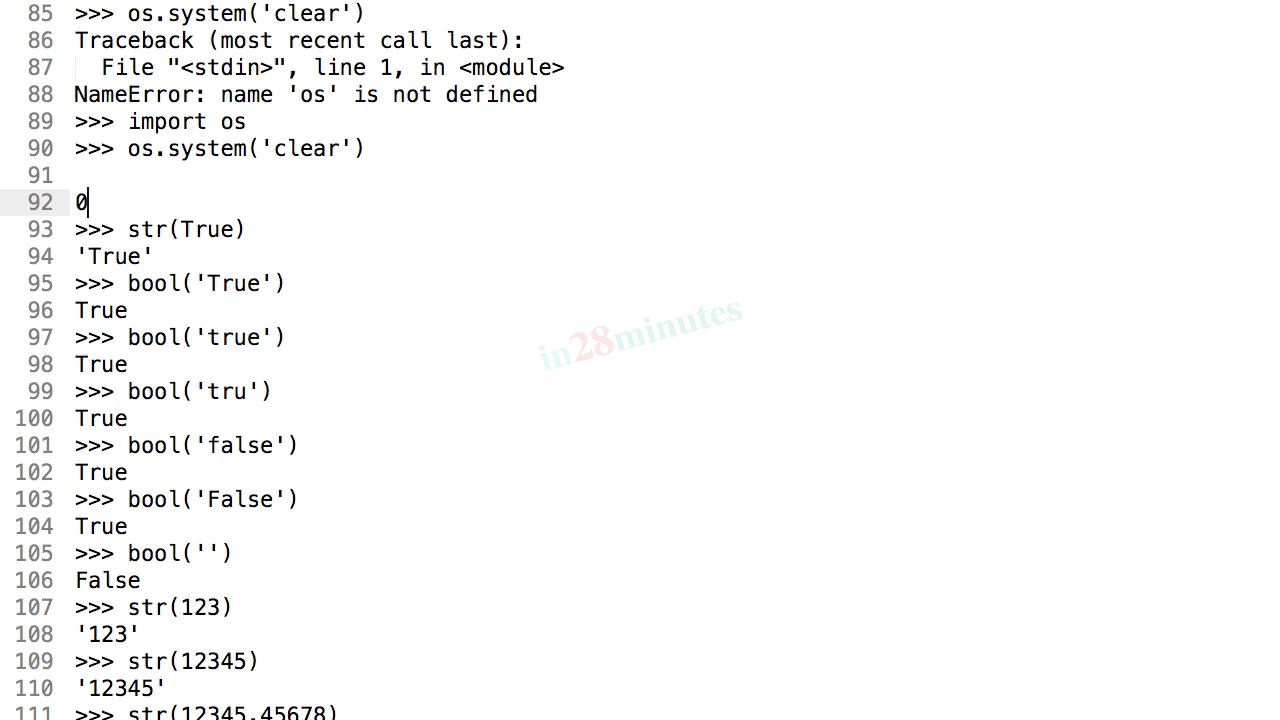 85 >>> os.system('clear')
86 Traceback (most recent call last):
87   File "<stdin>", line 1, in <module>
88 NameError: name 'os' is not defined
89 >>> import os
90 >>> os.system('clear')
91
92 0
93 >>> str(True)
94 'True'
95 >>> bool('True')
96 True
97 >>> bool('true')
98 True
99 >>> bool('tru')
100 True
101 >>> bool('false')
102 True
103 >>> bool('False')
104 True
105 >>> bool('')
106 False
107 >>> str(123)
108 '123'
109 >>> str(12345)
110 '12345'
111 >>> str(12345.45678)
in28minutes